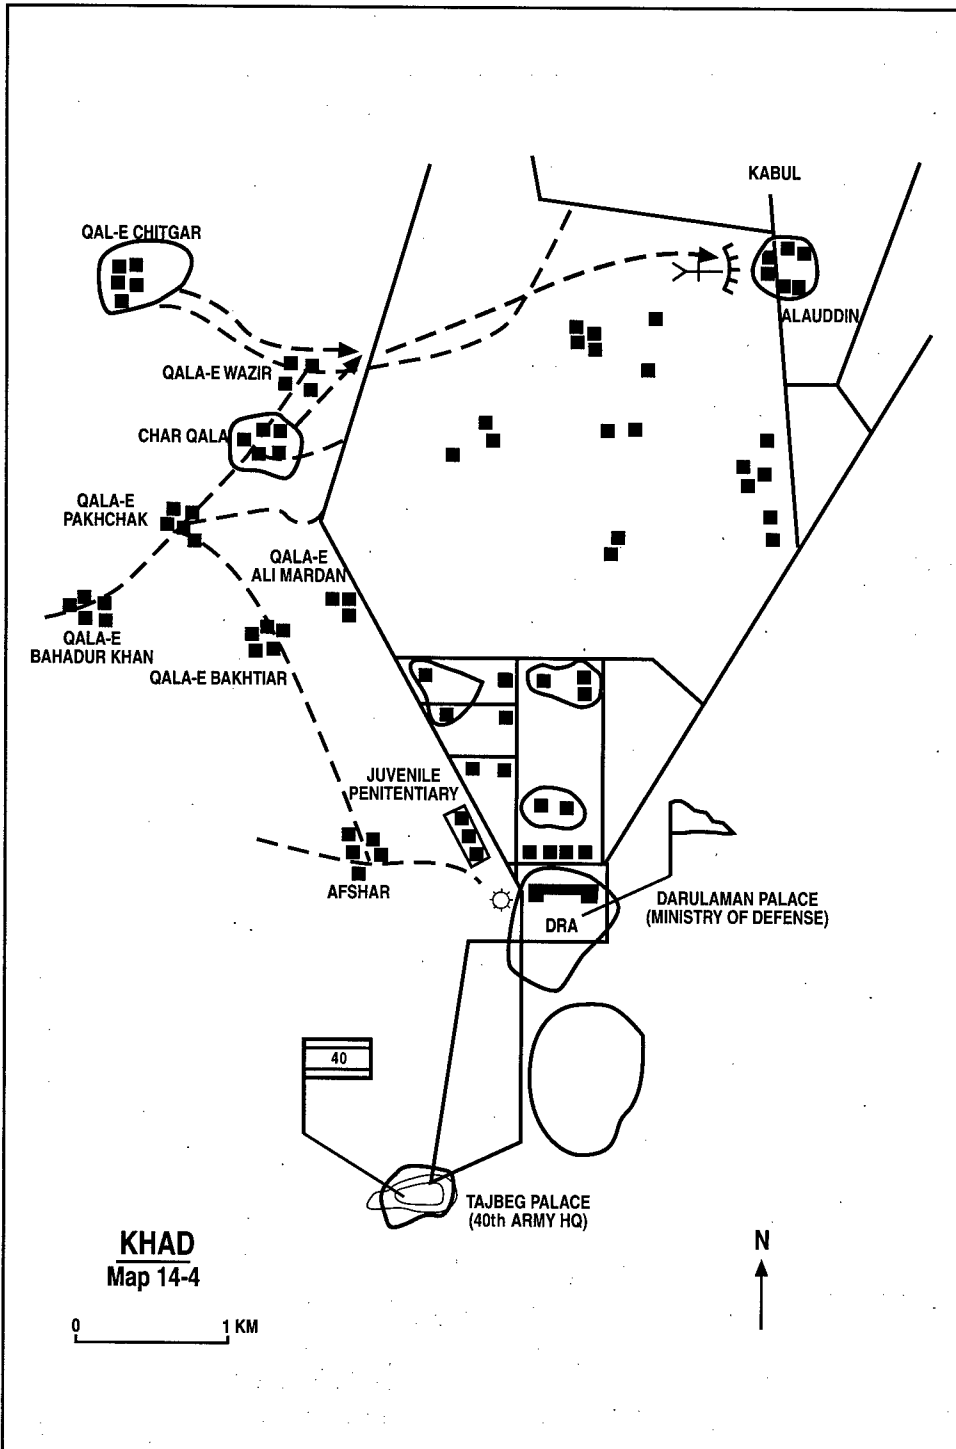 KABUL
QAL-E CHITGAR
ALAUDDIN
QALA-E WAZIR
CHAR QALA
QALA-E
PAKHCHAK
QALA-E
ALI MARDAN
QALA-E
BAHADUR KHAN
QALA-E BAKHTIAR
JUVENILE
PENITENTIARY
AFSHAR
DARULAMAN PALACE
(MINISTRY OF DEFENSE)
DRA
40
TAJBEG PALACE
(40th ARMY HQ)
KHAD
Map 14-4
N
0 1 KM